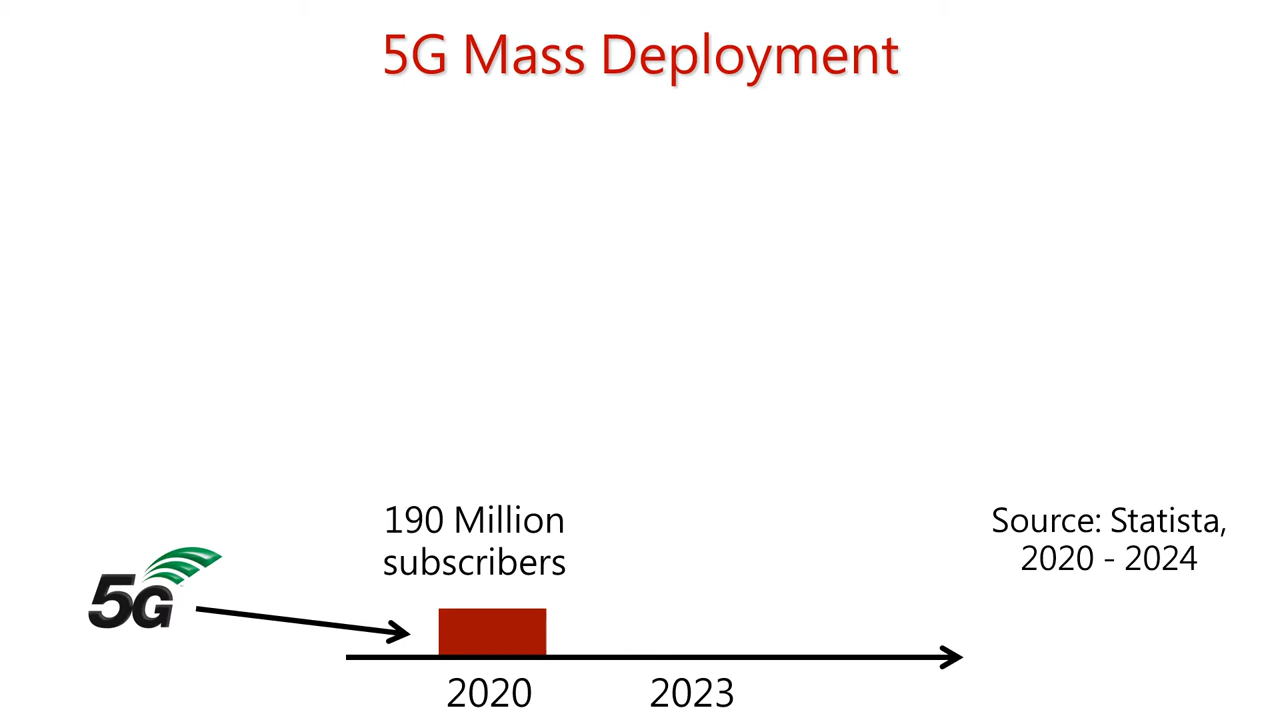 5G Mass Deployment
190 Million
subscribers
Source: Statista,
2020 - 2024
5G
2020
2023